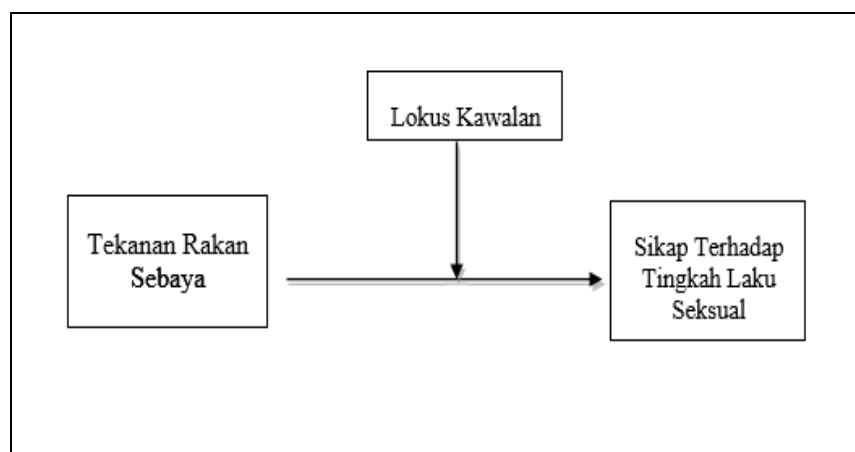 Lokus Kawalan
Tekanan Rakan
Sebaya
Sikap Terhadap
Tingkah Laku
Seksual